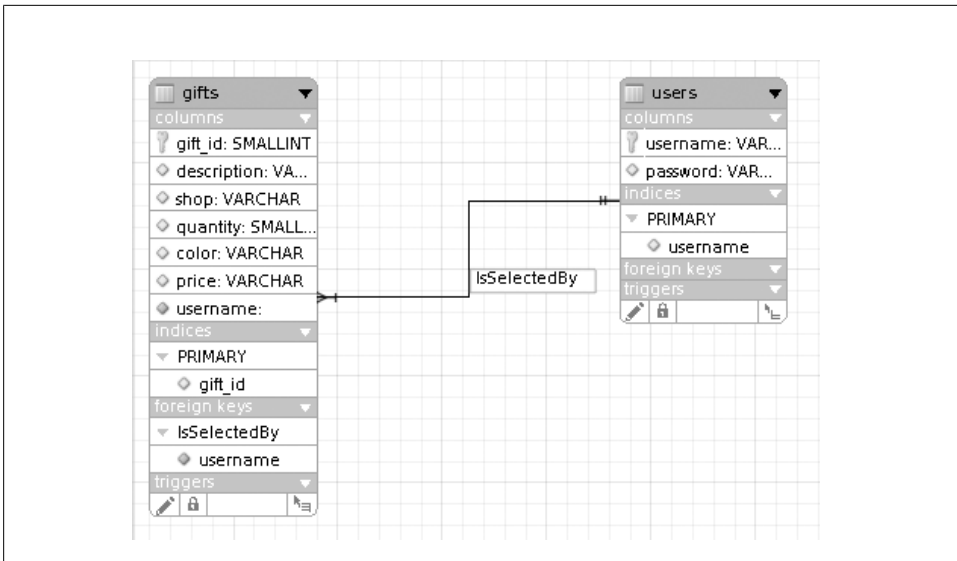 gifts
columns
gift_id: SMALLINT
description: VA...
shop: VARCHAR
quantity: SMALL...
color: VARCHAR
price: VARCHAR
username:
indices
PRIMARY
gift_id
foreign keys
IsSelectedBy
username
triggers
IsSelectedBy
users
columns
username: VAR...
password: VAR...
indices
PRIMARY
username
foreign keys
triggers